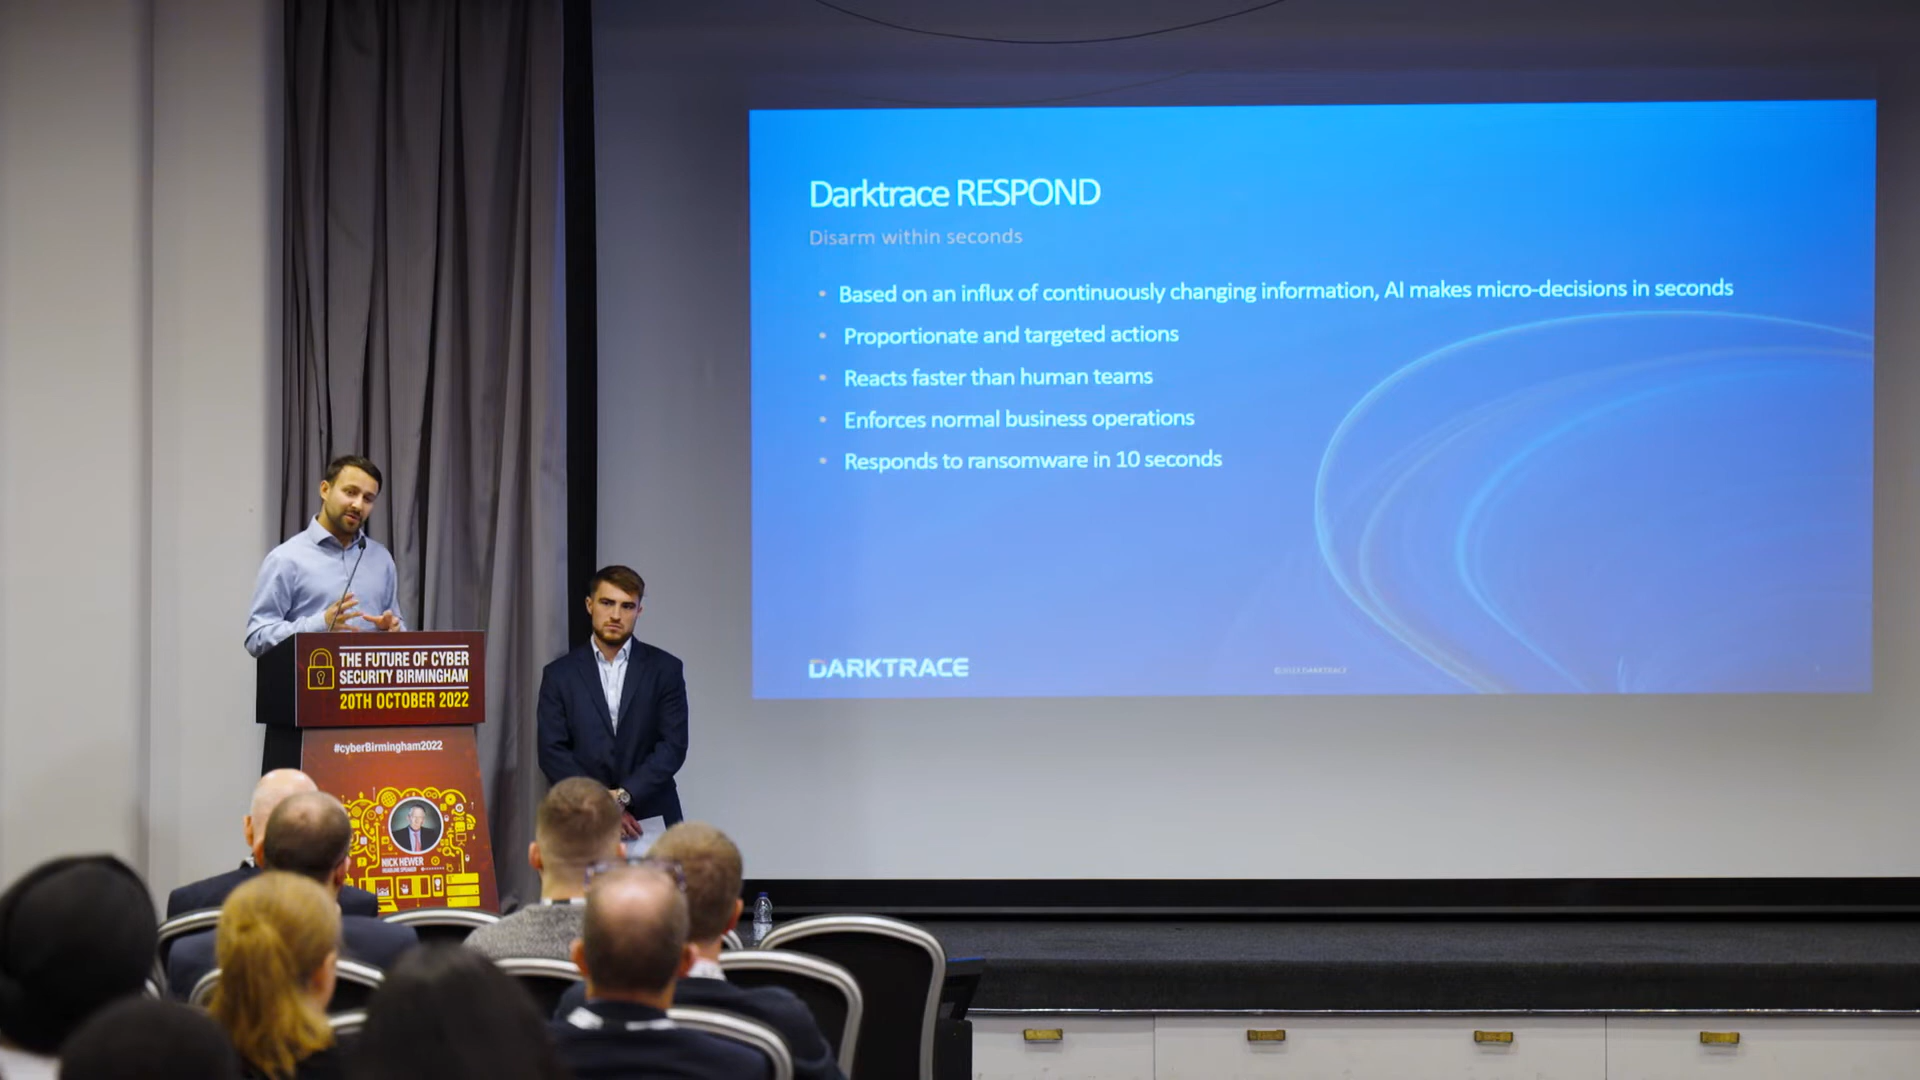 Darktrace RESPOND
Disarm within seconds
• Based on an influx of continuously changing information, AI makes micro-decisions in seconds
• Proportionate and targeted actions
• Reacts faster than human teams
• Enforces normal business operations
• Responds to ransomware in 10 seconds
DARKTRACE
THE FUTURE OF CYBER
SECURITY BIRMINGHAM
20TH OCTOBER 2022
#cyberBirmingham2022
NICK HEWER
HEADLINE SPEAKER